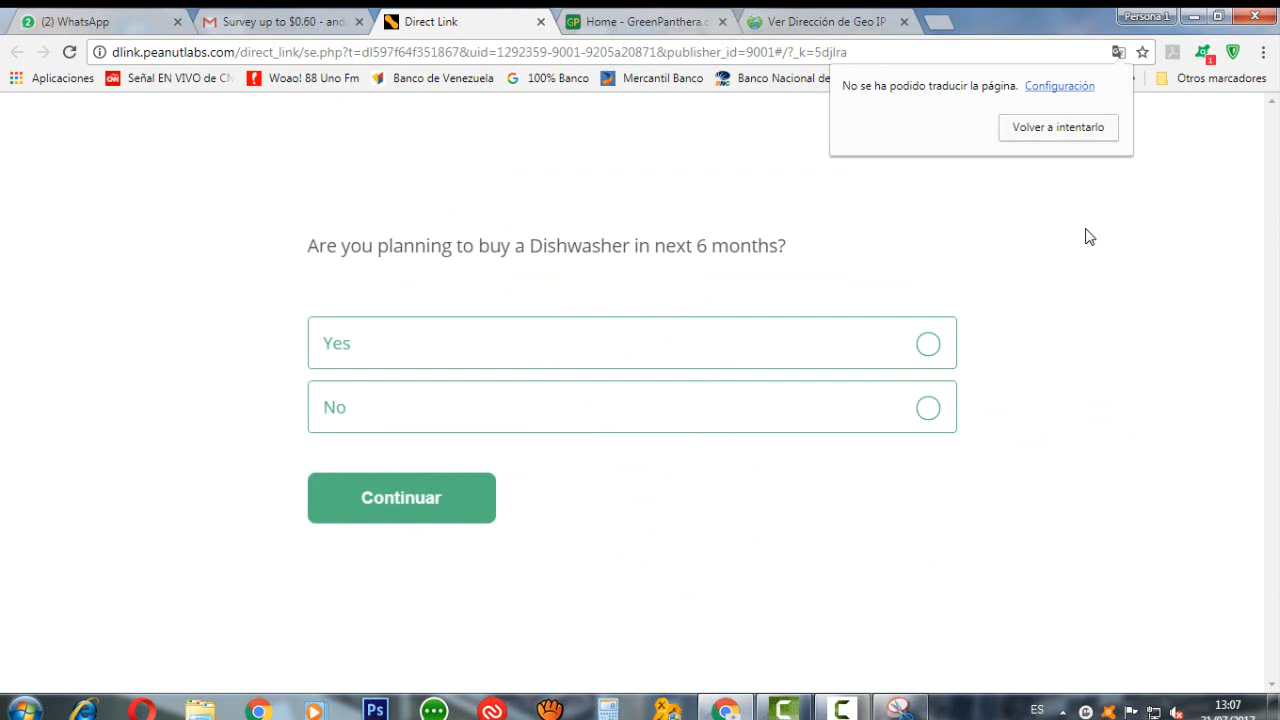 (2) WhatsApp
Survey up to $0.60 - and
Direct Link
Home - GreenPanthera.c
Ver Dirección de Geo IP
Persona 1
dlink.peanutlabs.com/direct_link/se.php?t=dl597f64f351867&uid=1292359-9001-9205a20871&publisher_id=9001#/?_k=5djlra
Aplicaciones
Señal EN VIVO de CN
Woao! 88 Uno Fm
Banco de Venezuela
100% Banco
Mercantil Banco
Banco Nacional de
Otros marcadores
No se ha podido traducir la página. Configuración
Volver a intentarlo
Are you planning to buy a Dishwasher in next 6 months?
Yes
No
Continuar
Ps
ES
13:07
31/07/2017